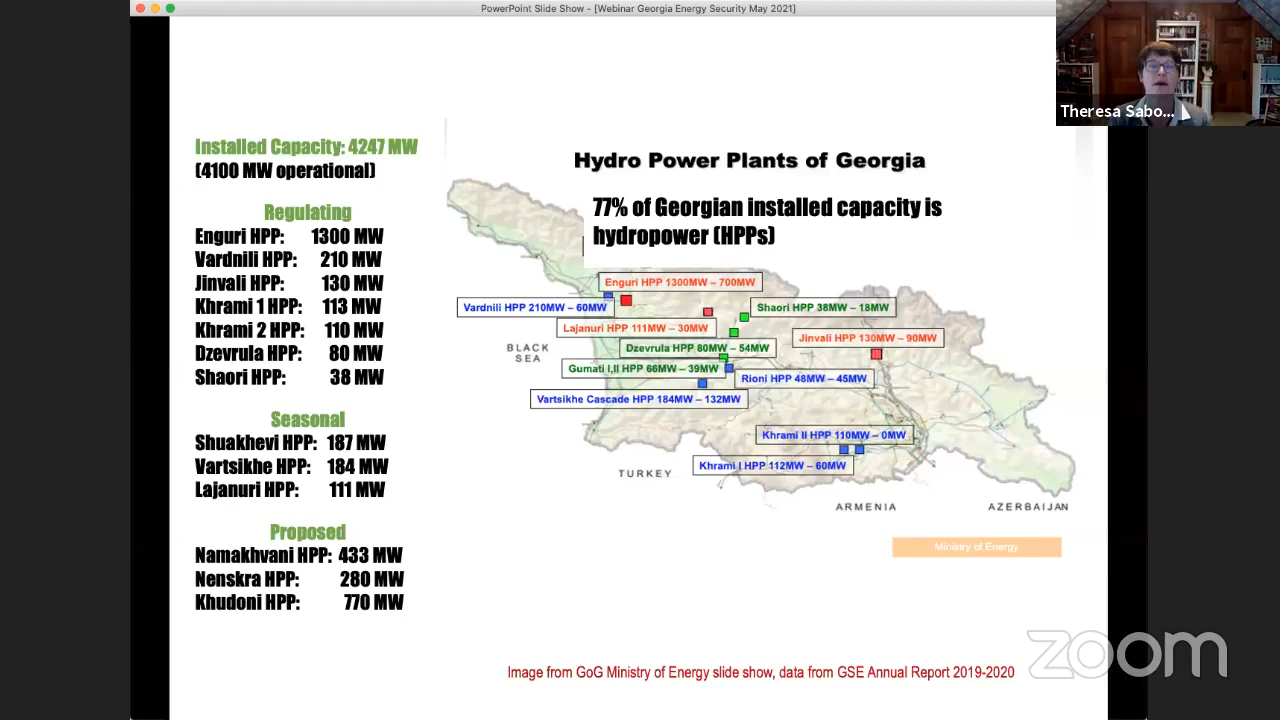 PowerPoint Slide Show - [Webinar Georgia Energy Security May 2021]
Theresa Sabo...
Installed Capacity: 4247 MW
(4100 MW operational)
Regulating
Enguri HPP: 1300 MW
Vardnili HPP: 210 MW
Jinvali HPP: 130 MW
Khrami 1 HPP: 113 MW
Khrami 2 HPP: 110 MW
Dzevrula HPP: 80 MW
Shaori HPP: 38 MW
Seasonal
Shuakhevi HPP: 187 MW
Vartsikhe HPP: 184 MW
Lajanuri HPP: 111 MW
Proposed
Namakhvani HPP: 433 MW
Nenskra HPP: 280 MW
Khudoni HPP: 770 MW
Hydro Power Plants of Georgia
77% of Georgian installed capacity is
hydropower (HPPs)
Enguri HPP 1300MW – 700MW
Vardnili HPP 210MW – 60MW
Shaori HPP 38MW – 18MW
Lajanuri HPP 111MW – 30MW
Jinvali HPP 130MW – 90MW
Dzevrula HPP 80MW – 54MW
BLACK
SEA
Gumati I,II HPP 66MW – 39MW
Rioni HPP 48MW – 45MW
Vartsikhe Cascade HPP 184MW – 132MW
Khrami II HPP 110MW – 0MW
Khrami I HPP 112MW – 60MW
TURKEY
ARMENIA
AZERBAIJAN
Ministry of Energy
Image from GoG Ministry of Energy slide show, data from GSE Annual Report 2019-2020
zoom